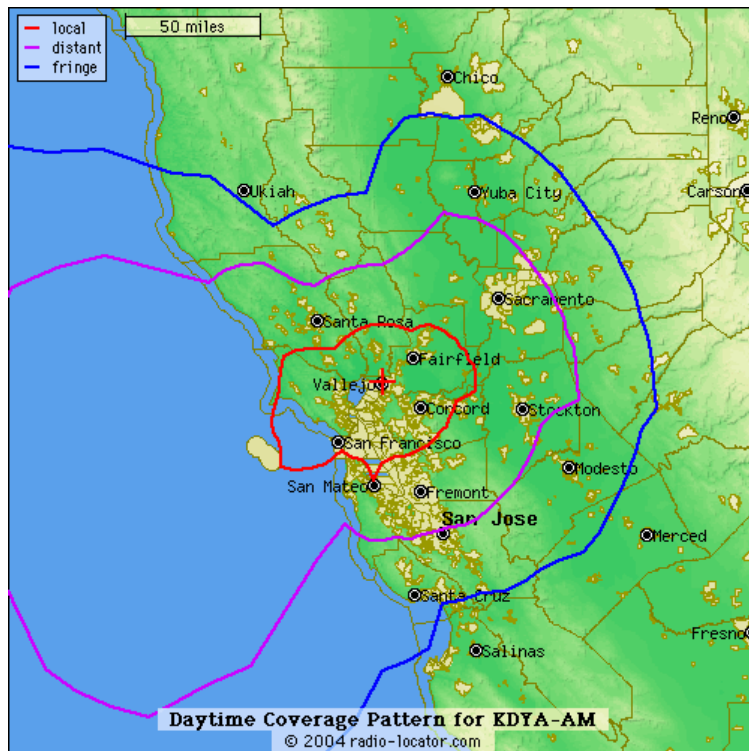 local
distant
fringe
50 miles
Chico
Reno
Ukiah
Yuba City
Carson
Sacramento
Santa Rosa
Fairfield
Vallejo
Concord
Stockton
San Francisco
Modesto
San Mateo
Fremont
San Jose
Merced
Santa Cruz
Fresno
Salinas
Daytime Coverage Pattern for KDYA-AM
© 2004 radio-locator.com